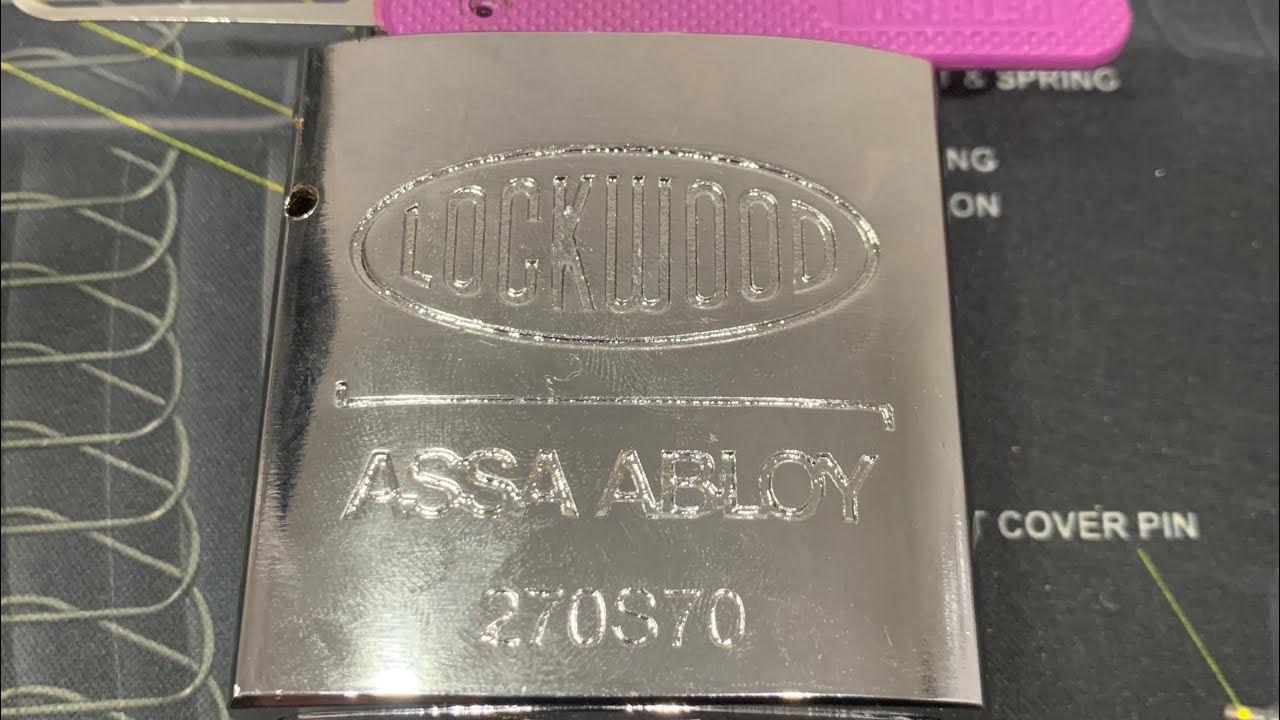 & SPRING
NG
ON
LOCKWOOD
ASSA ABLOY
COVER PIN
270S70